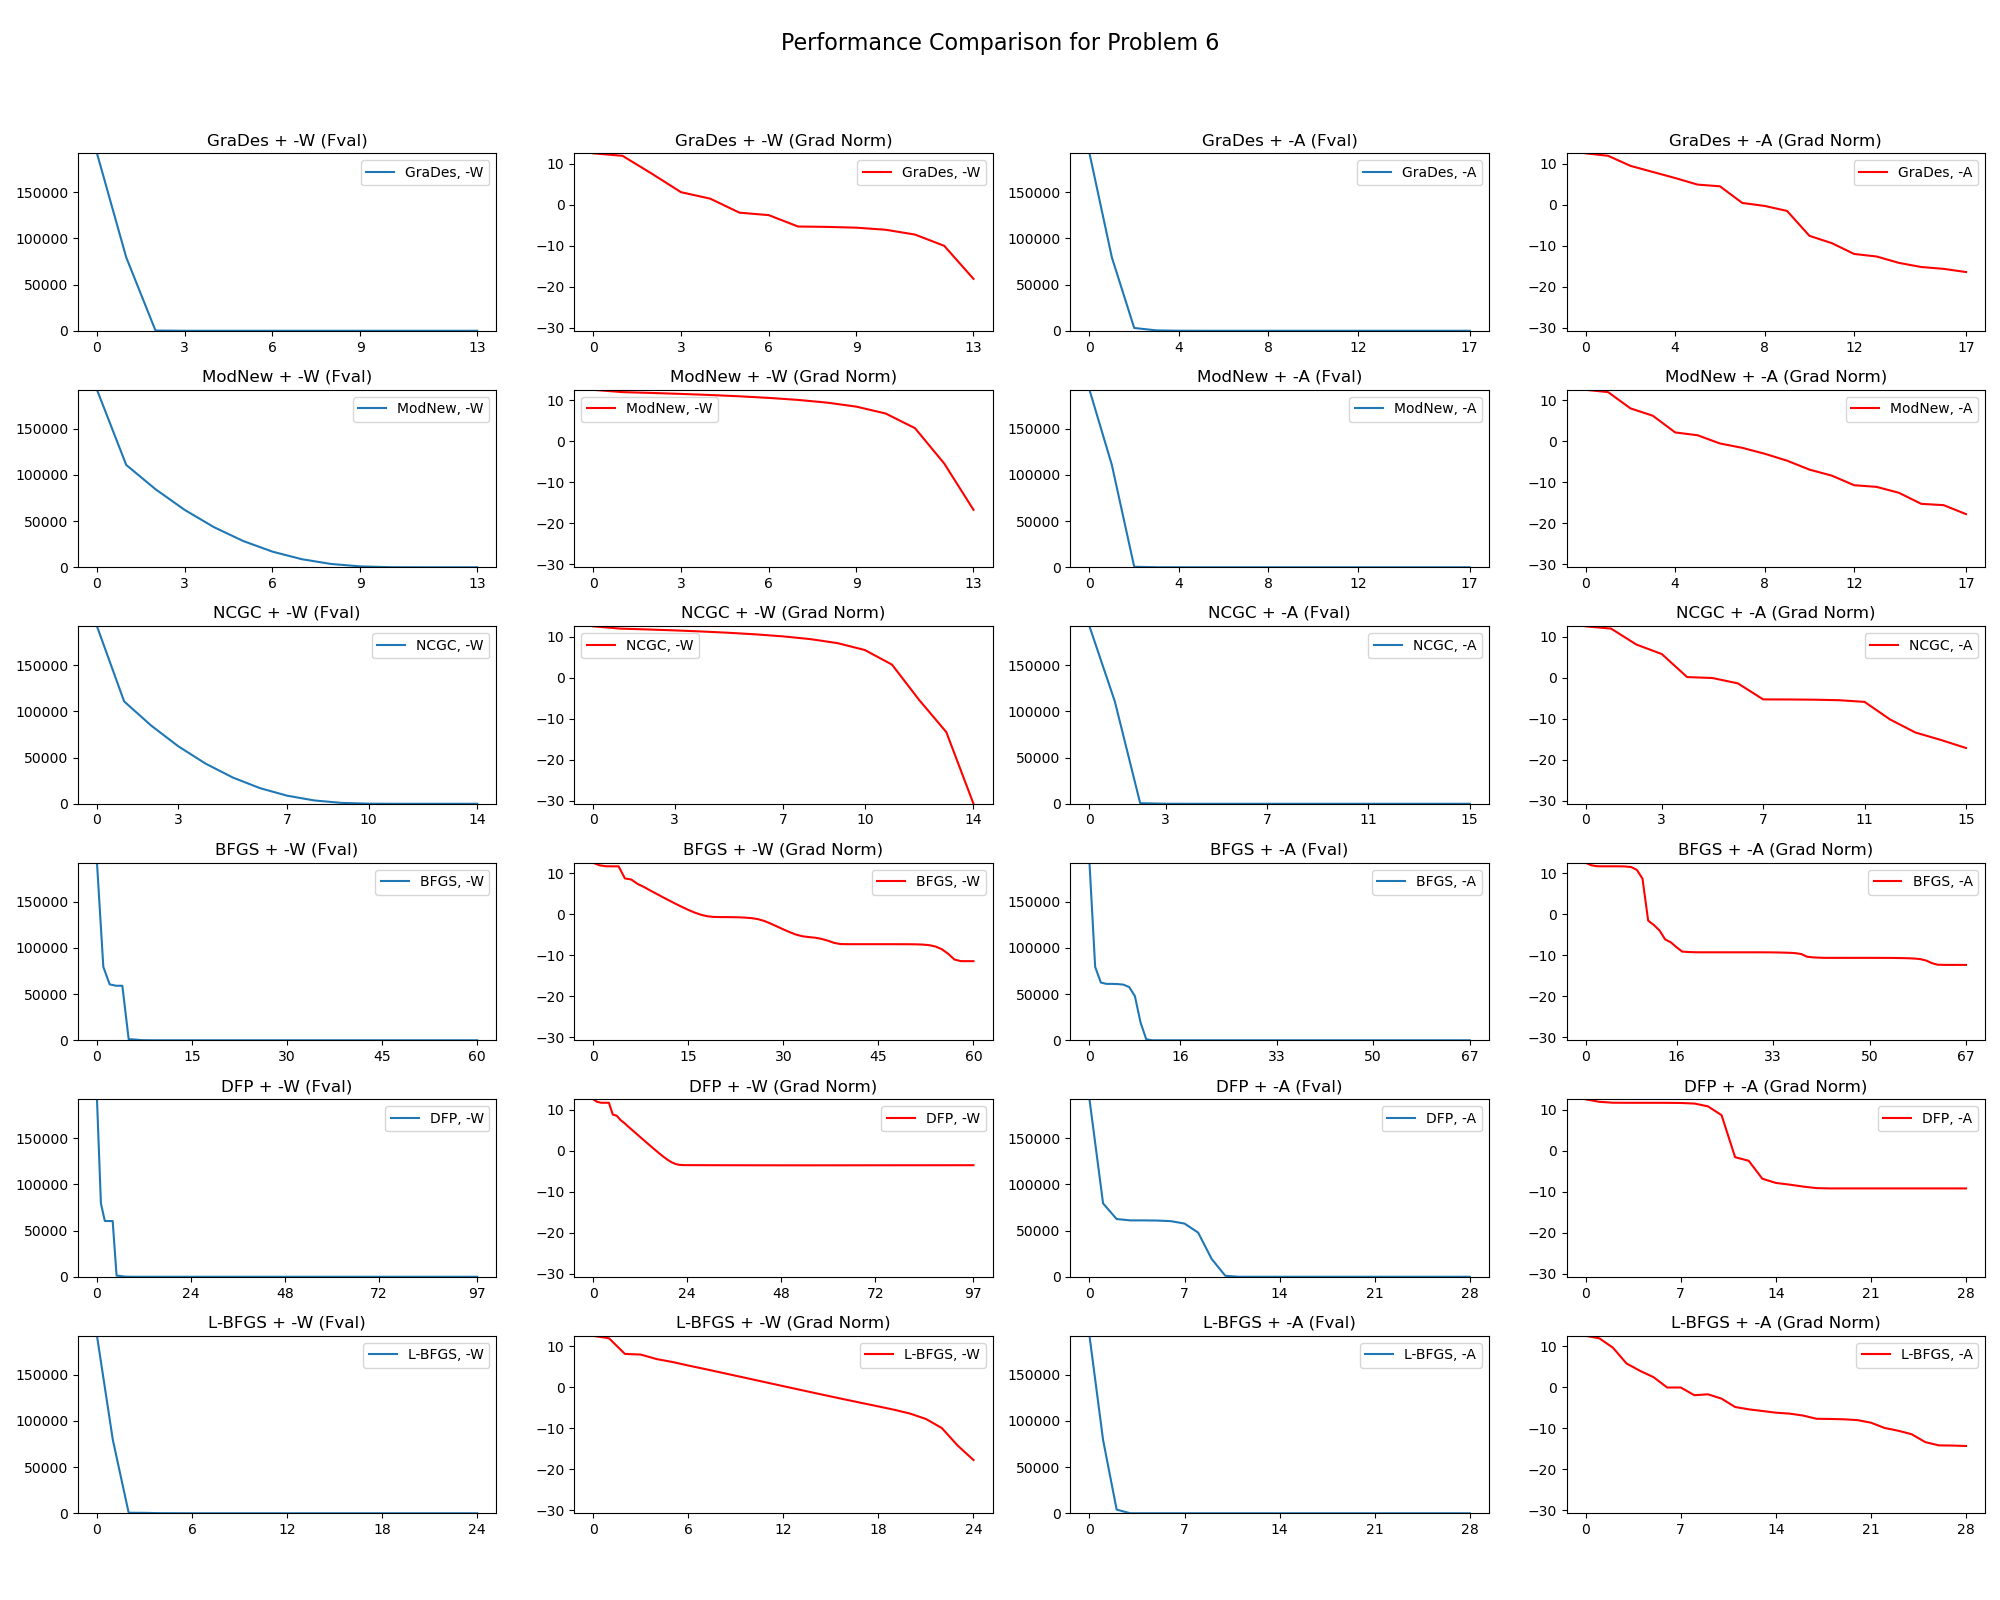 Performance Comparison for Problem 6
GraDes + -W (Fval)
GraDes, -W
150000
100000
50000
0
0 3 6 9 13
GraDes + -W (Grad Norm)
GraDes, -W
10
0
−10
−20
−30
0 3 6 9 13
GraDes + -A (Fval)
GraDes, -A
150000
100000
50000
0
0 4 8 12 17
GraDes + -A (Grad Norm)
GraDes, -A
10
0
−10
−20
−30
0 4 8 12 17
ModNew + -W (Fval)
ModNew, -W
150000
100000
50000
0
0 3 6 9 13
ModNew + -W (Grad Norm)
ModNew, -W
10
0
−10
−20
−30
0 3 6 9 13
ModNew + -A (Fval)
ModNew, -A
150000
100000
50000
0
0 4 8 12 17
ModNew + -A (Grad Norm)
ModNew, -A
10
0
−10
−20
−30
0 4 8 12 17
NCGC + -W (Fval)
NCGC, -W
150000
100000
50000
0
0 3 7 10 14
NCGC + -W (Grad Norm)
NCGC, -W
10
0
−10
−20
−30
0 3 7 10 14
NCGC + -A (Fval)
NCGC, -A
150000
100000
50000
0
0 3 7 11 15
NCGC + -A (Grad Norm)
NCGC, -A
10
0
−10
−20
−30
0 3 7 11 15
BFGS + -W (Fval)
BFGS, -W
150000
100000
50000
0
0 15 30 45 60
BFGS + -W (Grad Norm)
BFGS, -W
10
0
−10
−20
−30
0 15 30 45 60
BFGS + -A (Fval)
BFGS, -A
150000
100000
50000
0
0 16 33 50 67
BFGS + -A (Grad Norm)
BFGS, -A
10
0
−10
−20
−30
0 16 33 50 67
DFP + -W (Fval)
DFP, -W
150000
100000
50000
0
0 24 48 72 97
DFP + -W (Grad Norm)
DFP, -W
10
0
−10
−20
−30
0 24 48 72 97
DFP + -A (Fval)
DFP, -A
150000
100000
50000
0
0 7 14 21 28
DFP + -A (Grad Norm)
DFP, -A
10
0
−10
−20
−30
0 7 14 21 28
L-BFGS + -W (Fval)
L-BFGS, -W
150000
100000
50000
0
0 6 12 18 24
L-BFGS + -W (Grad Norm)
L-BFGS, -W
10
0
−10
−20
−30
0 6 12 18 24
L-BFGS + -A (Fval)
L-BFGS, -A
150000
100000
50000
0
0 7 14 21 28
L-BFGS + -A (Grad Norm)
L-BFGS, -A
10
0
−10
−20
−30
0 7 14 21 28